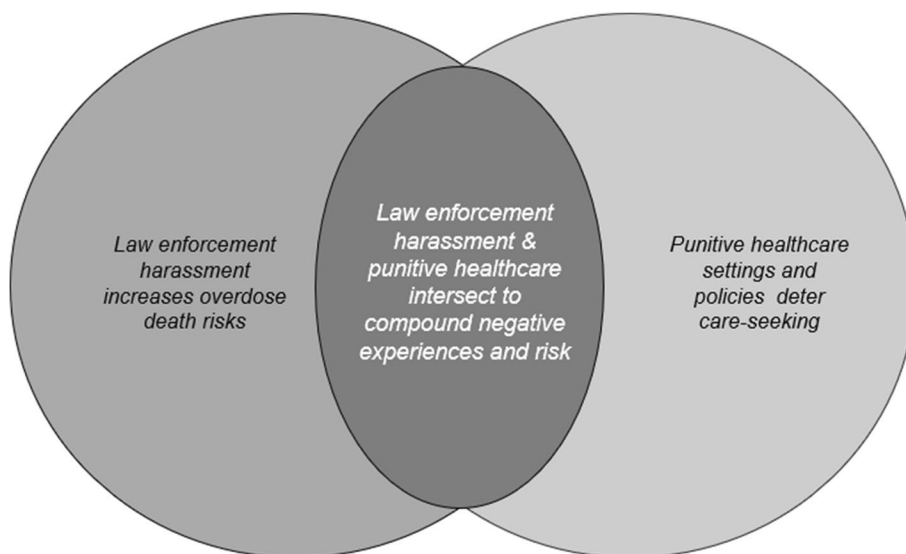 Law enforcement
harassment
increases overdose
death risks
Law enforcement
harassment &
punitive healthcare
intersect to
compound negative
experiences and risk
Punitive healthcare
settings and
policies deter
care-seeking